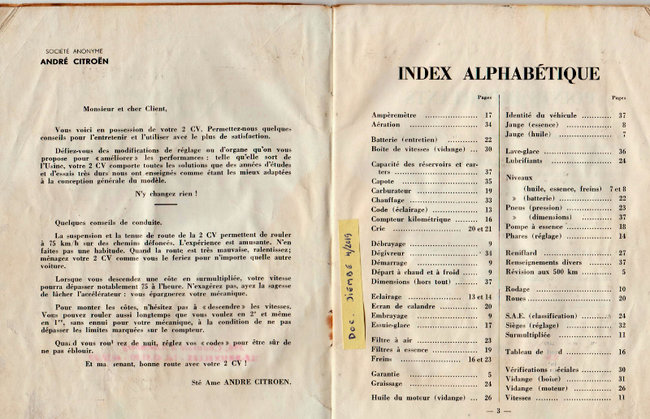 SOCIÉTÉ ANONYME
ANDRÉ CITROËN
Monsieur et cher Client,
Vous voici en possession de votre 2 CV. Permettez-nous quelques
conseils pour l'entretenir et l'utiliser avec le plus de satisfaction.
Défiez-vous des modifications de réglage ou d'organe qu'on vous
propose pour « améliorer » les performances : telle qu'elle sort de
l'Usine, votre 2 CV comporte toutes les solutions que des années d'études
et d'essais très durs nous ont enseignés comme étant les mieux adaptées
à la conception générale du modèle.
N'y changez rien !
Quelques conseils de conduite.
La suspension et la tenue de route de la 2 CV permettent de rouler
à 75 km/h sur des chemins défoncés. L'expérience est amusante. N'en
faites pas une habitude. Quand la route est très mauvaise, ralentissez;
ménagez votre 2 CV comme vous le feriez pour n'importe quelle autre
voiture.
Lorsque vous descendez une côte en surmultipliée, votre vitesse
pourra dépasser notablement 75 à l'heure. N'exagérez pas, ayez la sagesse
de lâcher l'accélérateur : vous épargnerez votre mécanique.
Pour monter les côtes, n'hésitez pas à « descendre » les vitesses.
Vous pouvez rouler aussi longtemps que vous voulez en 2e et même
en 1re, sans ennui pour votre mécanique, à la condition de ne pas
dépasser les limites marquées sur le compteur.
Quand vous roulez de nuit, réglez vos « codes » pour être sûr de
ne pas éblouir.
Et maintenant, bonne route avec votre 2 CV !
Sté Ame ANDRE CITROEN.
DOC. DJEMBÉ 4/2019
INDEX ALPHABÉTIQUE
Pages
Ampèremètre 17
Aération 34
Batterie (entretien) 22
Boîte de vitesses (vidange) 30
Capacité des réservoirs et car-
ters 37
Capote 35
Carburateur 19
Chauffage 33
Code (éclairage) 13
Compteur kilométrique 16
Cric 20 et 21
Débrayage 9
Dégivreur 34
Démarrage 9
Départ à chaud et à froid 9
Dimensions (hors tout) 37
Eclairage 13 et 14
Ecran de calandre 20
Embrayage 9
Essuie-glace 17
Filtre à air 23
Filtres à essence 19
Freins 16 et 23
Garantie 5
Graissage 24
Huile du moteur (vidange) 26
Pages
Identité du véhicule 37
Jauge (essence) 8
Jauge (huile) 7
Lave-glace 36
Lubrifiants 24
Niveaux
(huile, essence, freins) 7 et 8
» (batterie) 22
Pneus (pression) 23
» (dimensions) 37
Pompe à essence 18
Phares (réglage) 14
Reniflard 27
Renseignements divers 37
Révision aux 500 km 5
Rodage 10
Roues 20
S.A.E. (classification) 24
Sièges (réglage) 32
Surmultipliée 11
Tableau de 16
Vérifications spéciales 30
Vidange (boîte) 31
Vidange (moteur) 26
Vitesses 11
— 3 —